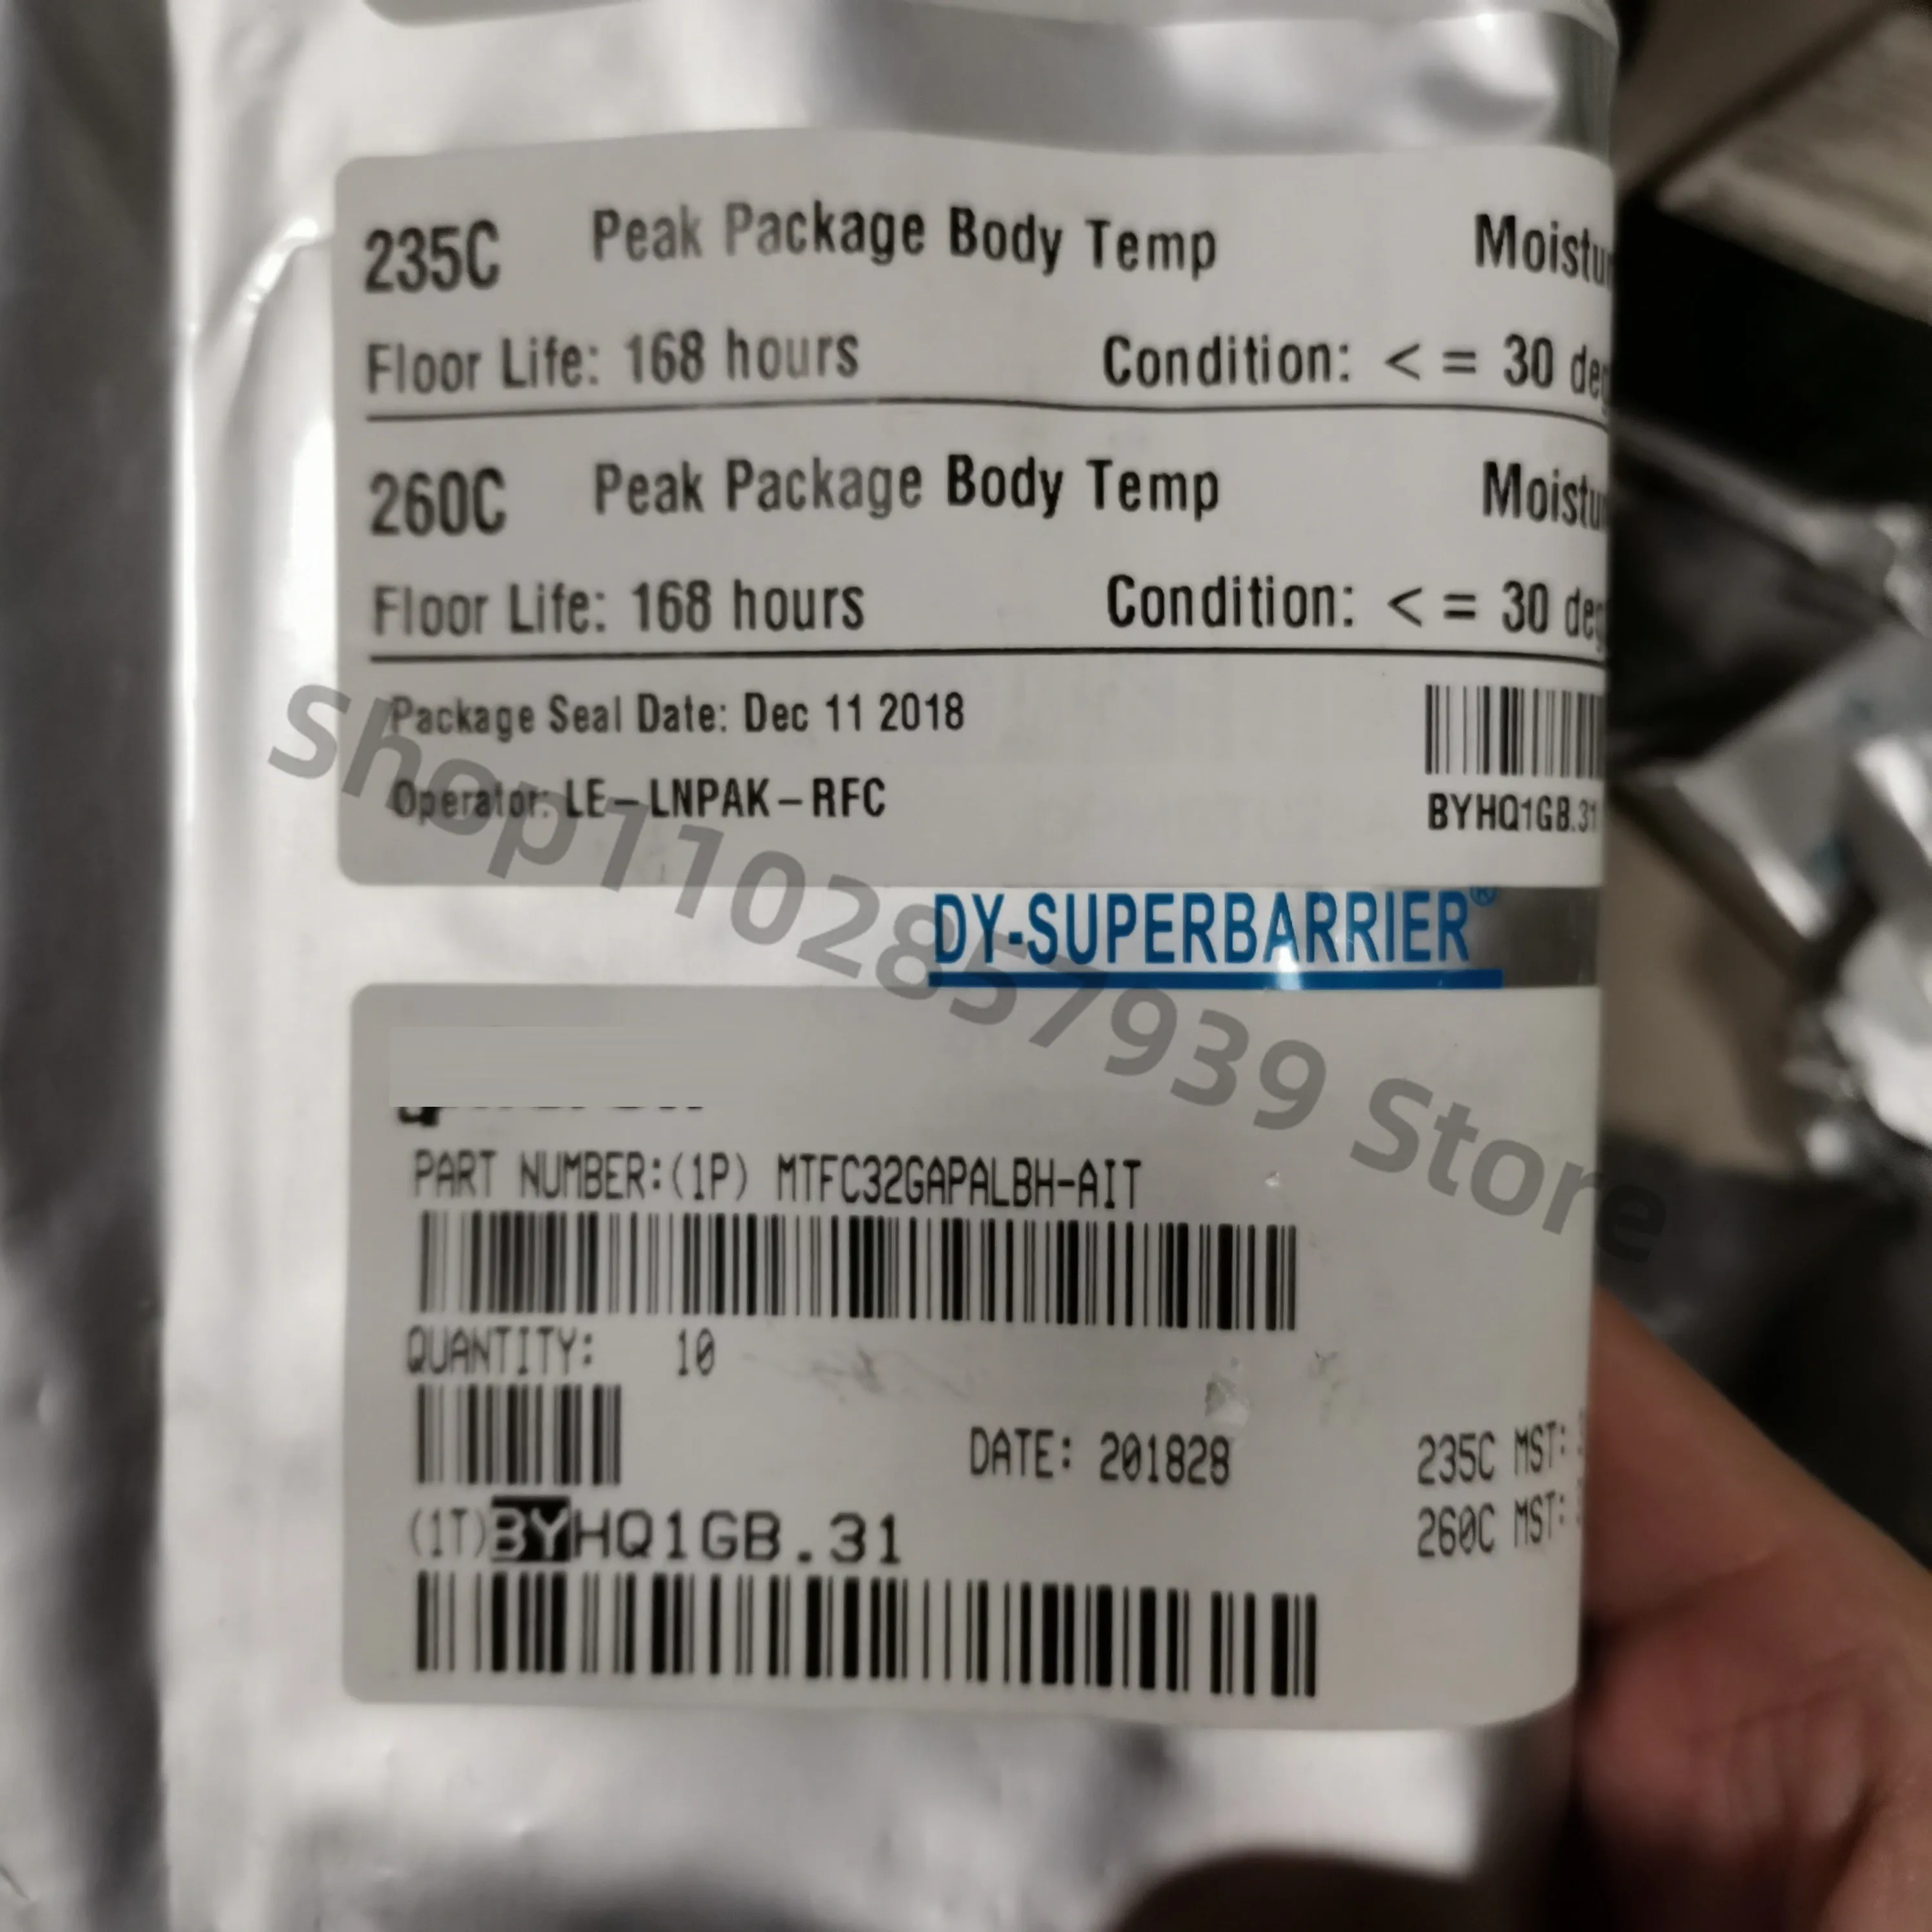 235C Peak Package Body Temp Moistu
Floor Life: 168 hours Condition: < = 30 deg
260C Peak Package Body Temp Moistu
Floor Life: 168 hours Condition: < = 30 deg
Package Seal Date: Dec 11 2018
Operator: LE-LNPAK-RFC
BYHQ1GB.31
shop1102857939 Store
DY-SUPERBARRIER®
PART NUMBER:(1P) MTFC32GAPALBH-AIT
QUANTITY: 10
DATE: 201828
235C MST:
260C MST:
(1T)BYHQ1GB.31